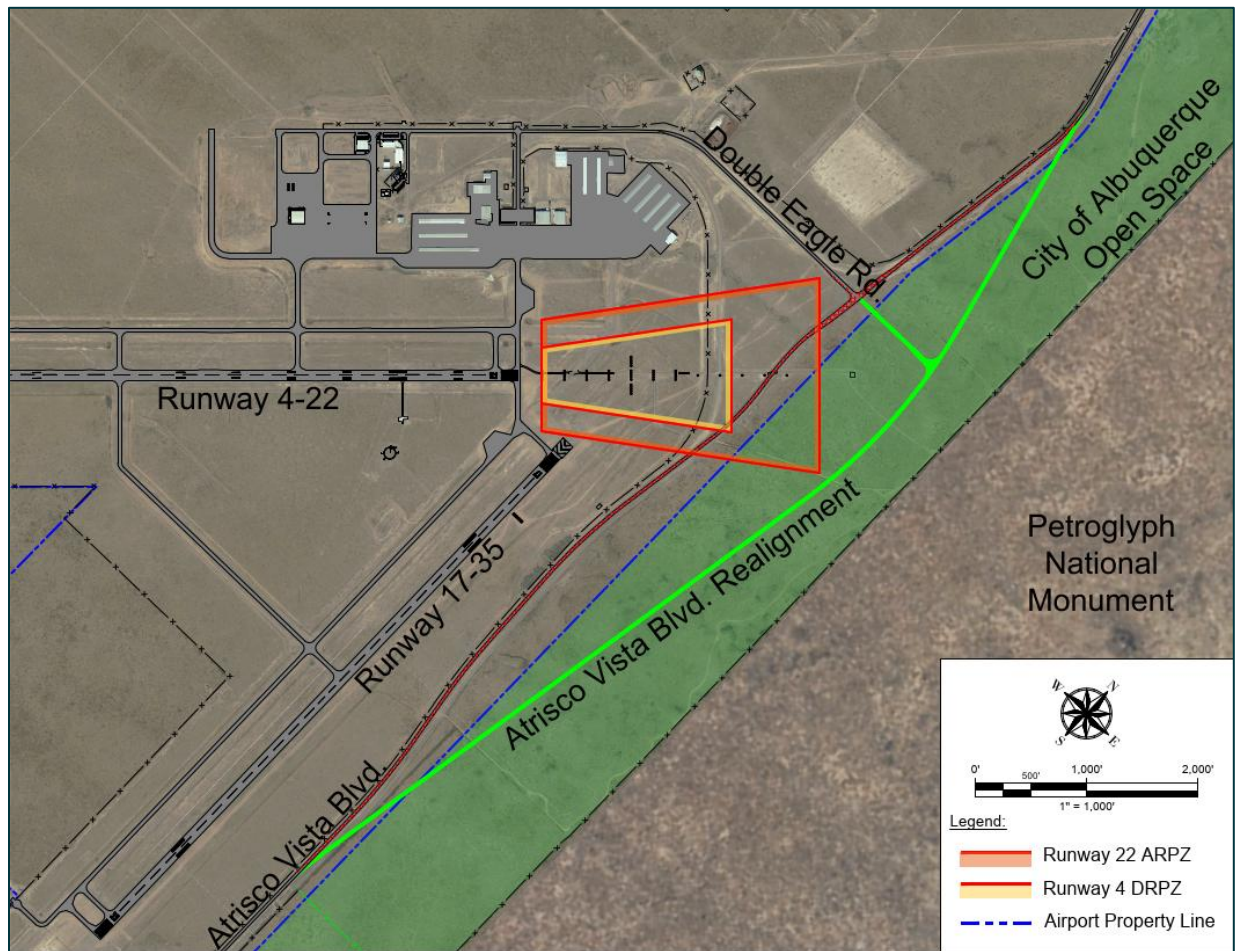 Double Eagle Rd.
City of Albuquerque
Open Space
Runway 4-22
Runway 17-35
Atrisco Vista Blvd. Realignment
Atrisco Vista Blvd.
Petroglyph
National
Monument
W N
S E
0' 500' 1,000' 2,000'
1" = 1,000'
Legend:
Runway 22 ARPZ
Runway 4 DRPZ
Airport Property Line